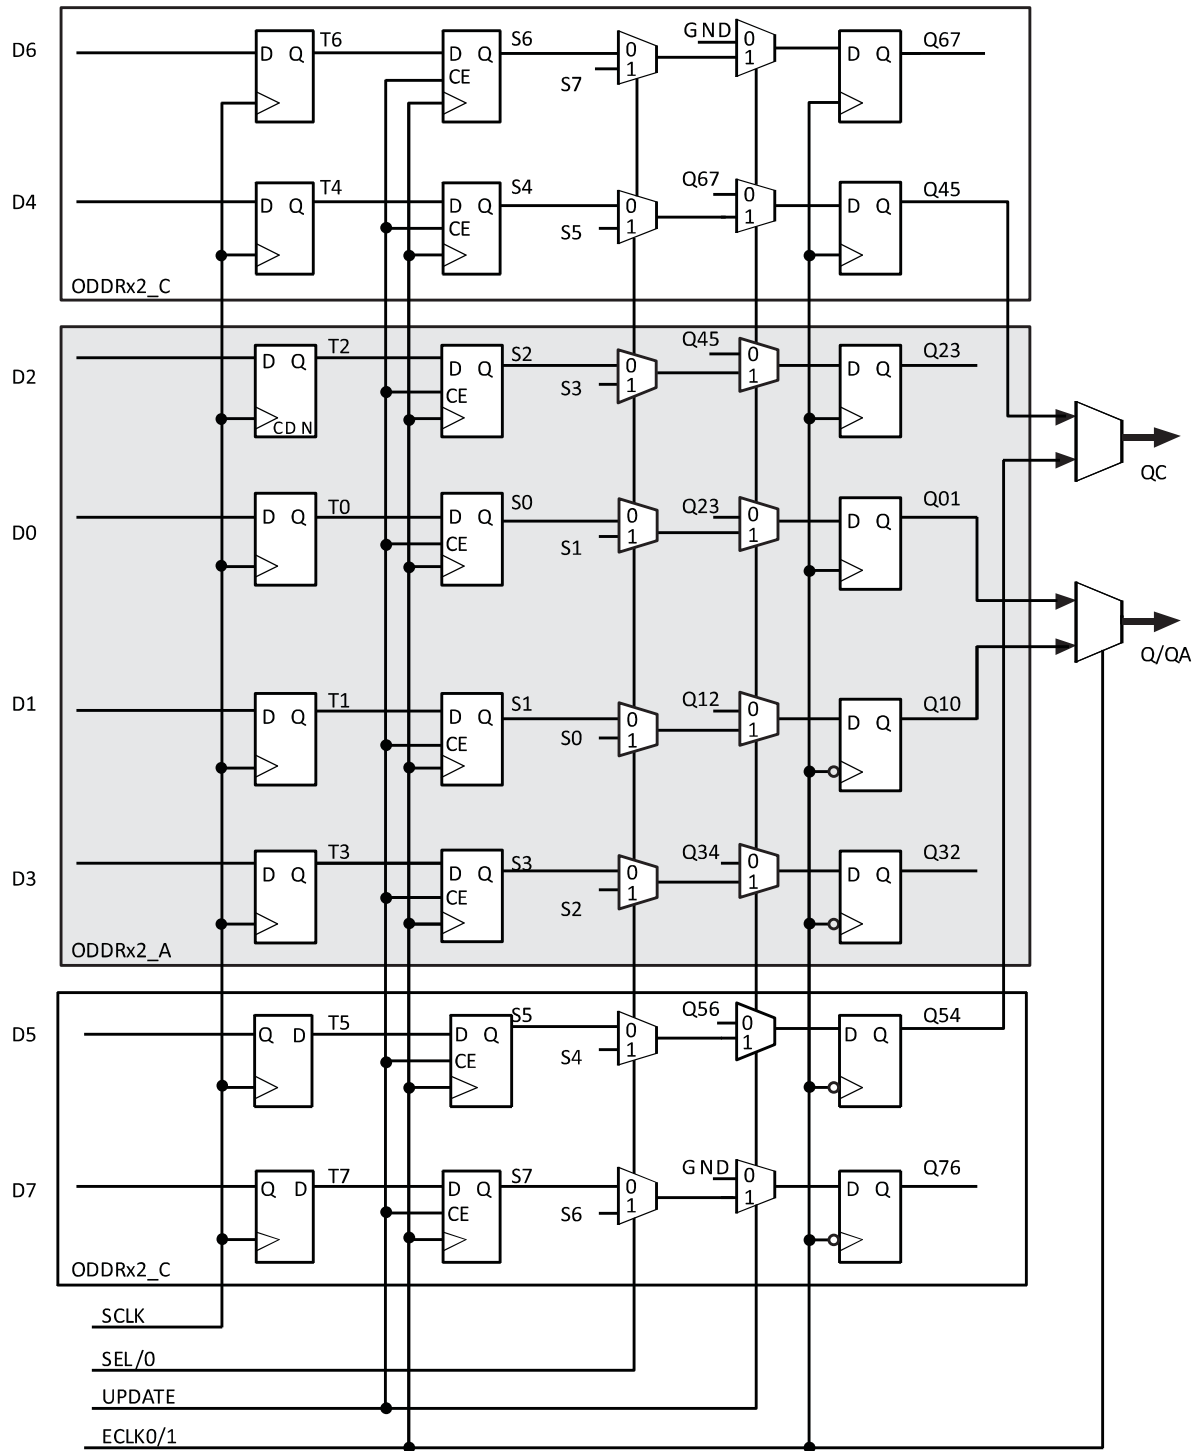 D6 D Q T6 D Q CE S6 0 1 S7 GND 0 1 D Q Q67
D4 D Q T4 D Q CE S4 0 1 S5 Q67 0 1 D Q Q45
ODDRx2_C
D2 D Q CDN T2 D Q CE S2 0 1 S3 Q45 0 1 D Q Q23
QC
D0 D Q T0 D Q CE S0 0 1 S1 Q23 0 1 D Q Q01
Q/QA
D1 D Q T1 D Q CE S1 0 1 S0 Q12 0 1 D Q Q10
D3 D Q T3 D Q CE S3 0 1 S2 Q34 0 1 D Q Q32
ODDRx2_A
D5 Q D T5 D Q CE S5 0 1 S4 Q56 0 1 D Q Q54
D7 Q D T7 D Q CE S7 0 1 S6 GND 0 1 D Q Q76
ODDRx2_C
SCLK
SEL/0
UPDATE
ECLK0/1